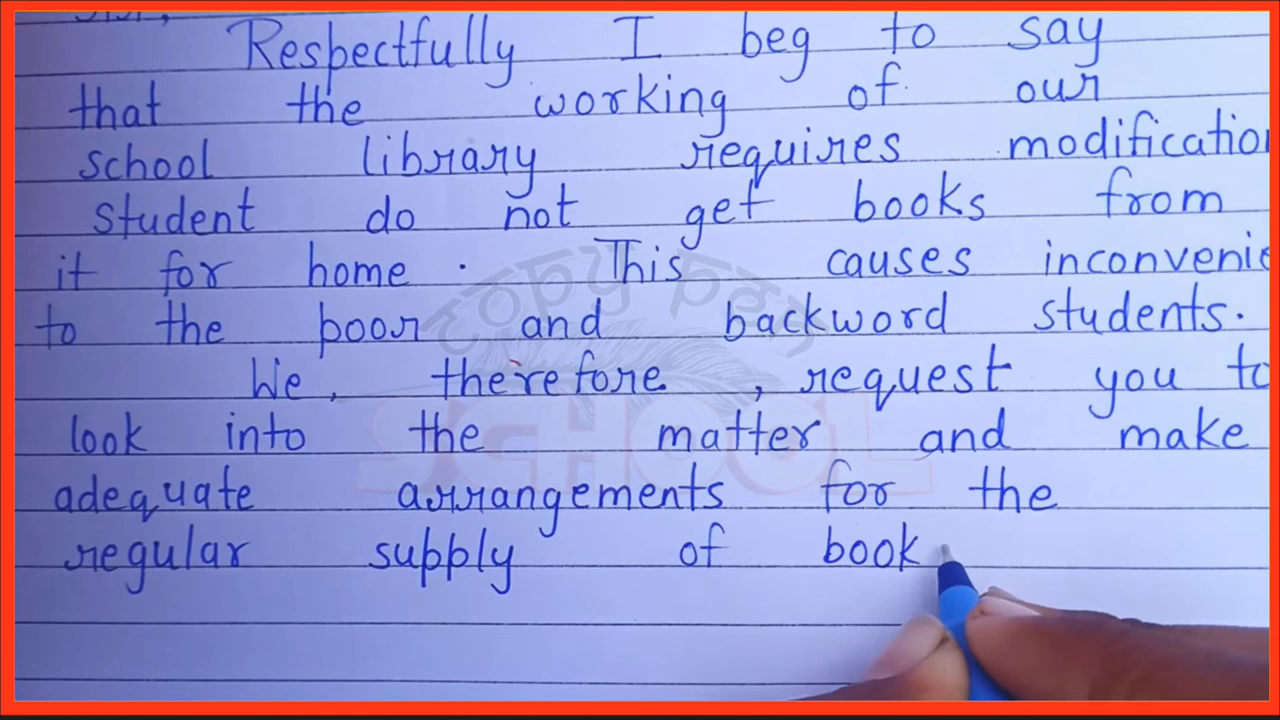 Respectfully I beg to say
that the working of our
school library requires modificatio
student do not get books from
it for home . This causes inconvenie
to the poor and backword students.
We, therefore, request you to
look into the matter and make
adequate arrangements for the
regular supply of book
SCHOOL